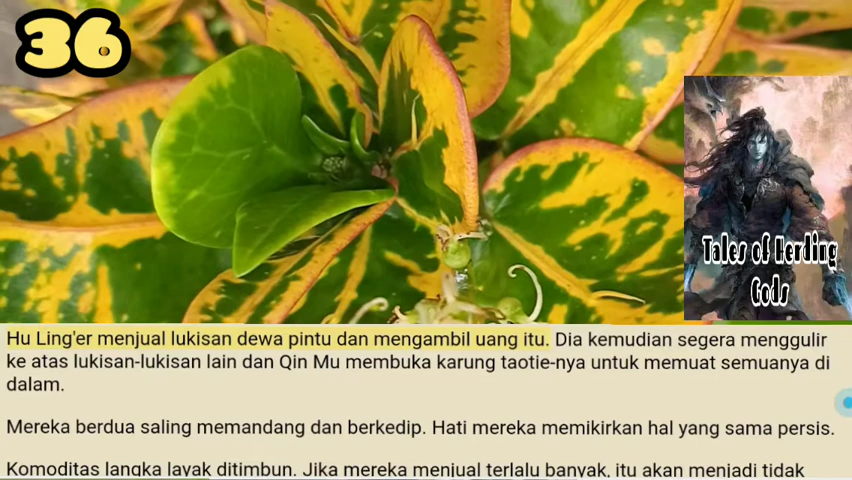 36
Tales of Herding
Gods
Hu Ling'er menjual lukisan dewa pintu dan mengambil uang itu. Dia kemudian segera menggulir
ke atas lukisan-lukisan lain dan Qin Mu membuka karung taotie-nya untuk memuat semuanya di
dalam.
Mereka berdua saling memandang dan berkedip. Hati mereka memikirkan hal yang sama persis.
Komoditas langka layak ditimbun. Jika mereka menjual terlalu banyak, itu akan menjadi tidak